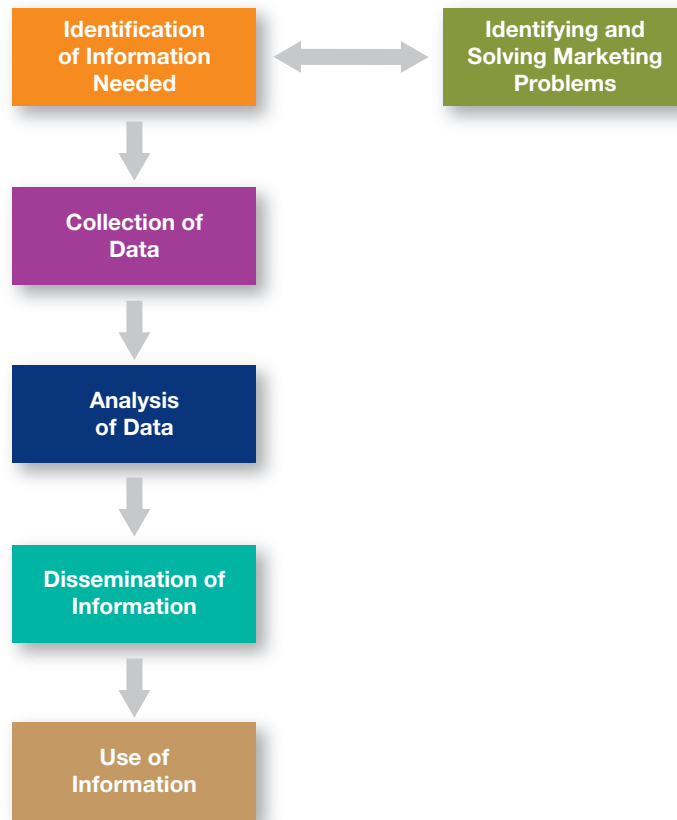 Identification
of Information
Needed
Identifying and
Solving Marketing
Problems
Collection of
Data
Analysis
of Data
Dissemination of
Information
Use of
Information